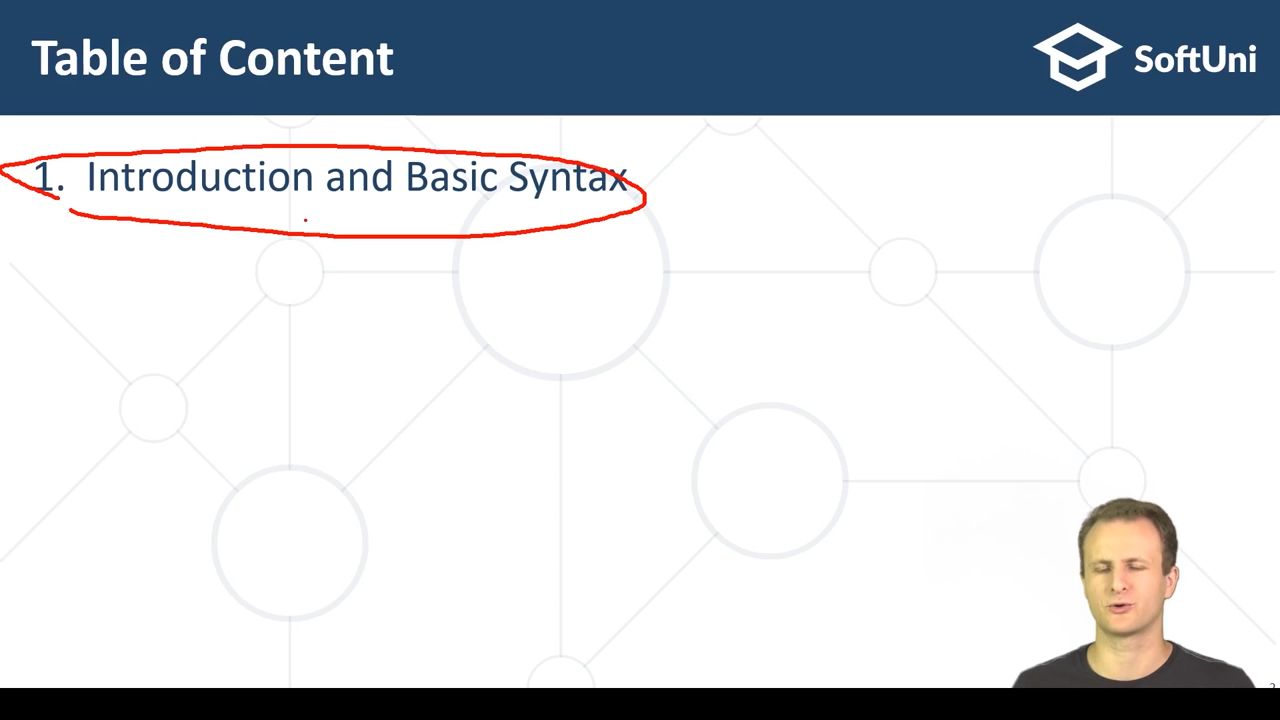 Table of Content
SoftUni
1. Introduction and Basic Syntax